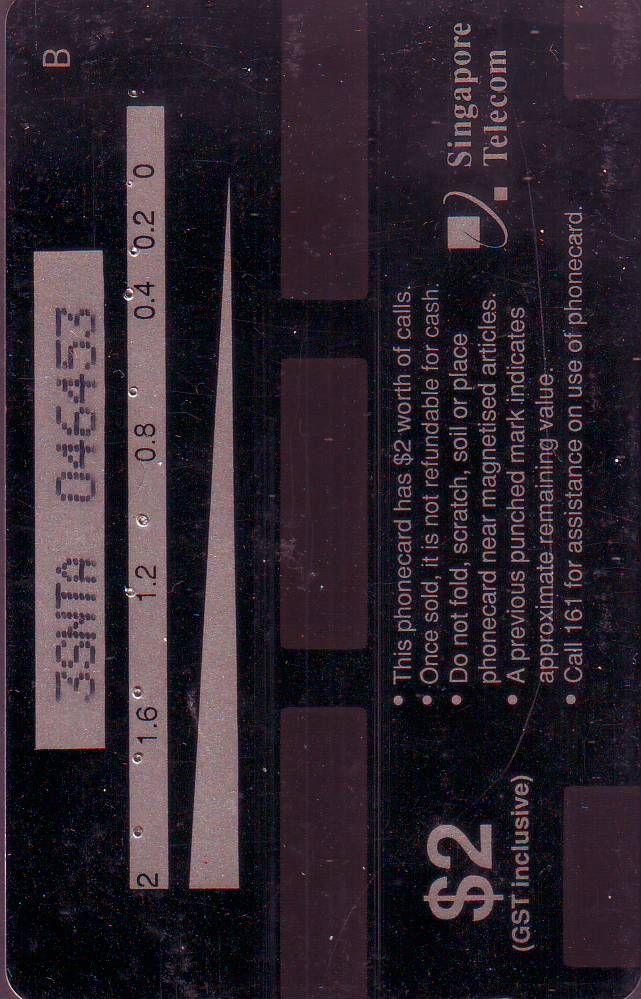 B
3SWTA 046453
2 1.6 1.2 0.8 0.4 0.2 0
$2
(GST inclusive)
• This phonecard has $2 worth of calls.
• Once sold, it is not refundable for cash.
• Do not fold, scratch, soil or place
phonecard near magnetised articles.
• A previous punched mark indicates
approximate remaining value.
• Call 161 for assistance on use of phonecard.
Singapore
Telecom